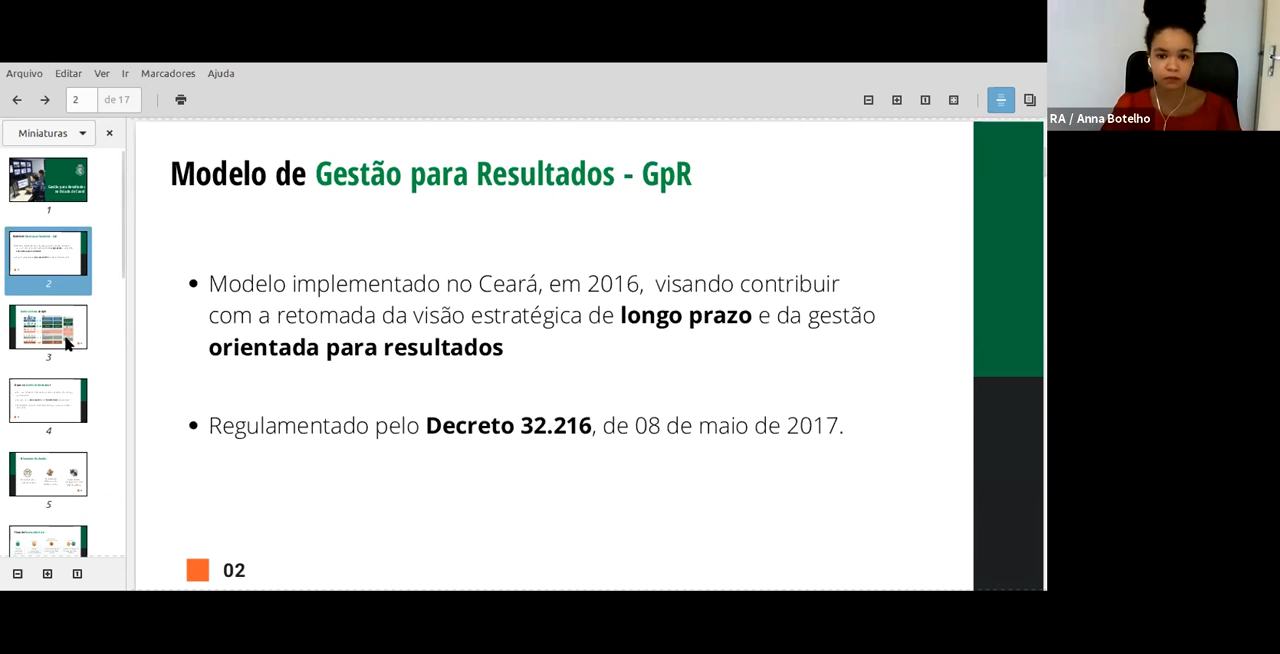 Arquivo Editar Ver Ir Marcadores Ajuda
2 de 17
Miniaturas
1
2
3
4
5
Modelo de Gestão para Resultados - GpR
• Modelo implementado no Ceará, em 2016, visando contribuir
com a retomada da visão estratégica de longo prazo e da gestão
orientada para resultados
• Regulamentado pelo Decreto 32.216, de 08 de maio de 2017.
02
RA / Anna Botelho